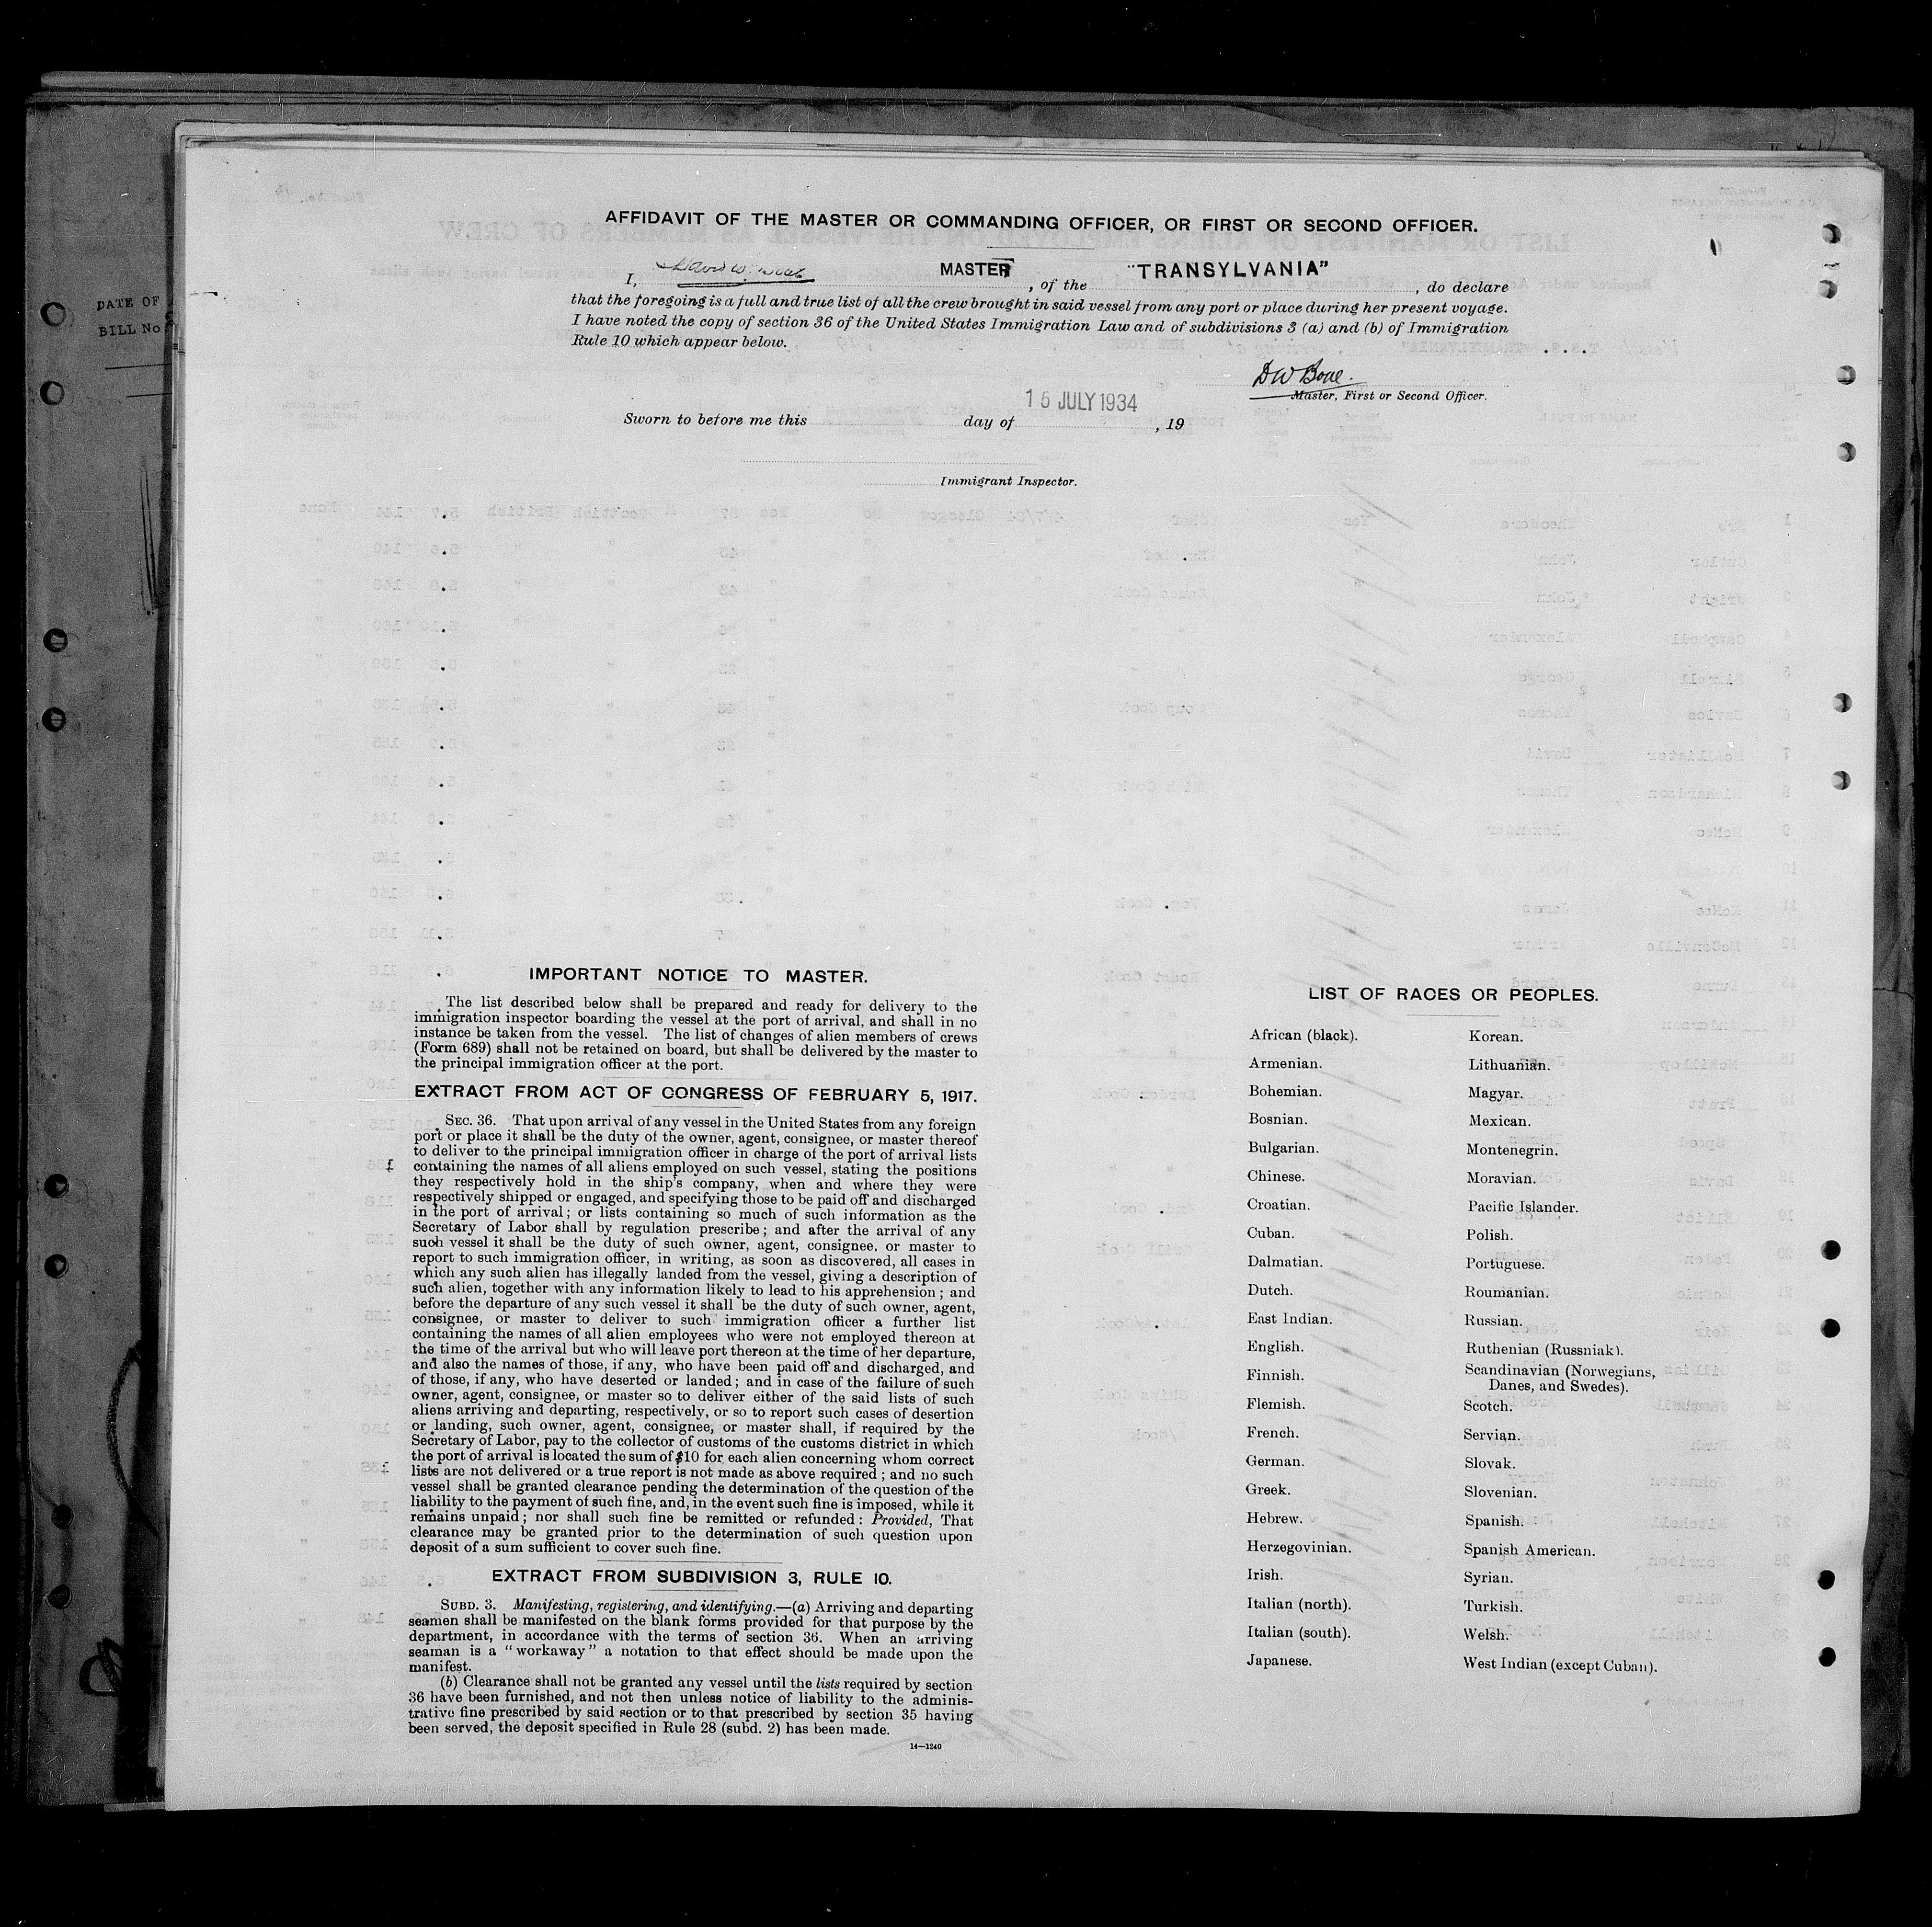 DATE OF
BILL No
AFFIDAVIT OF THE MASTER OR COMMANDING OFFICER, OR FIRST OR SECOND OFFICER.
I, David W. Bone MASTER, of the "TRANSYLVANIA", do declare
that the foregoing is a full and true list of all the crew brought in said vessel from any port or place during her present voyage.
I have noted the copy of section 36 of the United States Immigration Law and of subdivisions 3 (a) and (b) of Immigration
Rule 10 which appear below.
DW Bone.
Master, First or Second Officer.
15 JULY 1934
Sworn to before me this day of , 19
Immigrant Inspector.
IMPORTANT NOTICE TO MASTER.
The list described below shall be prepared and ready for delivery to the
immigration inspector boarding the vessel at the port of arrival, and shall in no
instance be taken from the vessel. The list of changes of alien members of crews
(Form 689) shall not be retained on board, but shall be delivered by the master to
the principal immigration officer at the port.
EXTRACT FROM ACT OF CONGRESS OF FEBRUARY 5, 1917.
SEC. 36. That upon arrival of any vessel in the United States from any foreign
port or place it shall be the duty of the owner, agent, consignee, or master thereof
to deliver to the principal immigration officer in charge of the port of arrival lists
containing the names of all aliens employed on such vessel, stating the positions
they respectively hold in the ship's company, when and where they were
respectively shipped or engaged, and specifying those to be paid off and discharged
in the port of arrival; or lists containing so much of such information as the
Secretary of Labor shall by regulation prescribe; and after the arrival of any
such vessel it shall be the duty of such owner, agent, consignee, or master to
report to such immigration officer, in writing, as soon as discovered, all cases in
which any such alien has illegally landed from the vessel, giving a description of
such alien, together with any information likely to lead to his apprehension; and
before the departure of any such vessel it shall be the duty of such owner, agent,
consignee, or master to deliver to such immigration officer a further list
containing the names of all alien employees who were not employed thereon at
the time of the arrival but who will leave port thereon at the time of her departure,
and also the names of those, if any, who have been paid off and discharged, and
of those, if any, who have deserted or landed; and in case of the failure of such
owner, agent, consignee, or master so to deliver either of the said lists of such
aliens arriving and departing, respectively, or so to report such cases of desertion
or landing, such owner, agent, consignee, or master shall, if required by the
Secretary of Labor, pay to the collector of customs of the customs district in which
the port of arrival is located the sum of $10 for each alien concerning whom correct
lists are not delivered or a true report is not made as above required; and no such
vessel shall be granted clearance pending the determination of the question of the
liability to the payment of such fine, and, in the event such fine is imposed, while it
remains unpaid; nor shall such fine be remitted or refunded: Provided, That
clearance may be granted prior to the determination of such question upon
deposit of a sum sufficient to cover such fine.
EXTRACT FROM SUBDIVISION 3, RULE 10.
SUBD. 3. Manifesting, registering, and identifying.—(a) Arriving and departing
seamen shall be manifested on the blank forms provided for that purpose by the
department, in accordance with the terms of section 36. When an arriving
seaman is a "workaway" a notation to that effect should be made upon the
manifest.
(b) Clearance shall not be granted any vessel until the lists required by section
36 have been furnished, and not then unless notice of liability to the adminis-
trative fine prescribed by said section or to that prescribed by section 35 having
been served, the deposit specified in Rule 28 (subd. 2) has been made.
14—1240
LIST OF RACES OR PEOPLES.
African (black).
Armenian.
Bohemian.
Bosnian.
Bulgarian.
Chinese.
Croatian.
Cuban.
Dalmatian.
Dutch.
East Indian.
English.
Finnish.
Flemish.
French.
German.
Greek.
Hebrew.
Herzegovinian.
Irish.
Italian (north).
Italian (south).
Japanese.
Korean.
Lithuanian.
Magyar.
Mexican.
Montenegrin.
Moravian.
Pacific Islander.
Polish.
Portuguese.
Roumanian.
Russian.
Ruthenian (Russniak).
Scandinavian (Norwegians,
Danes, and Swedes).
Scotch.
Servian.
Slovak.
Slovenian.
Spanish.
Spanish American.
Syrian.
Turkish.
Welsh.
West Indian (except Cuban).